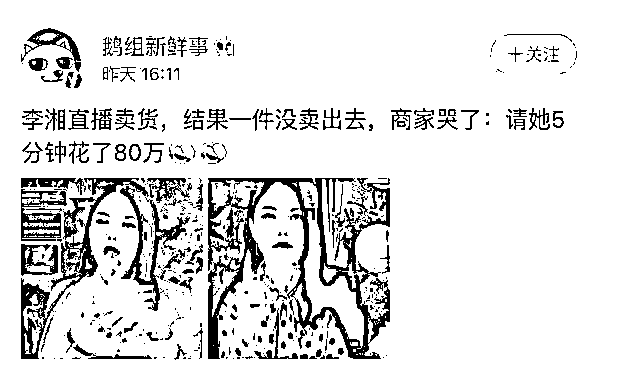 鹅组新鲜事
昨天 16:11
+关注
李湘直播卖货，结果一件没卖出去，商家哭了：请她5
分钟花了80万